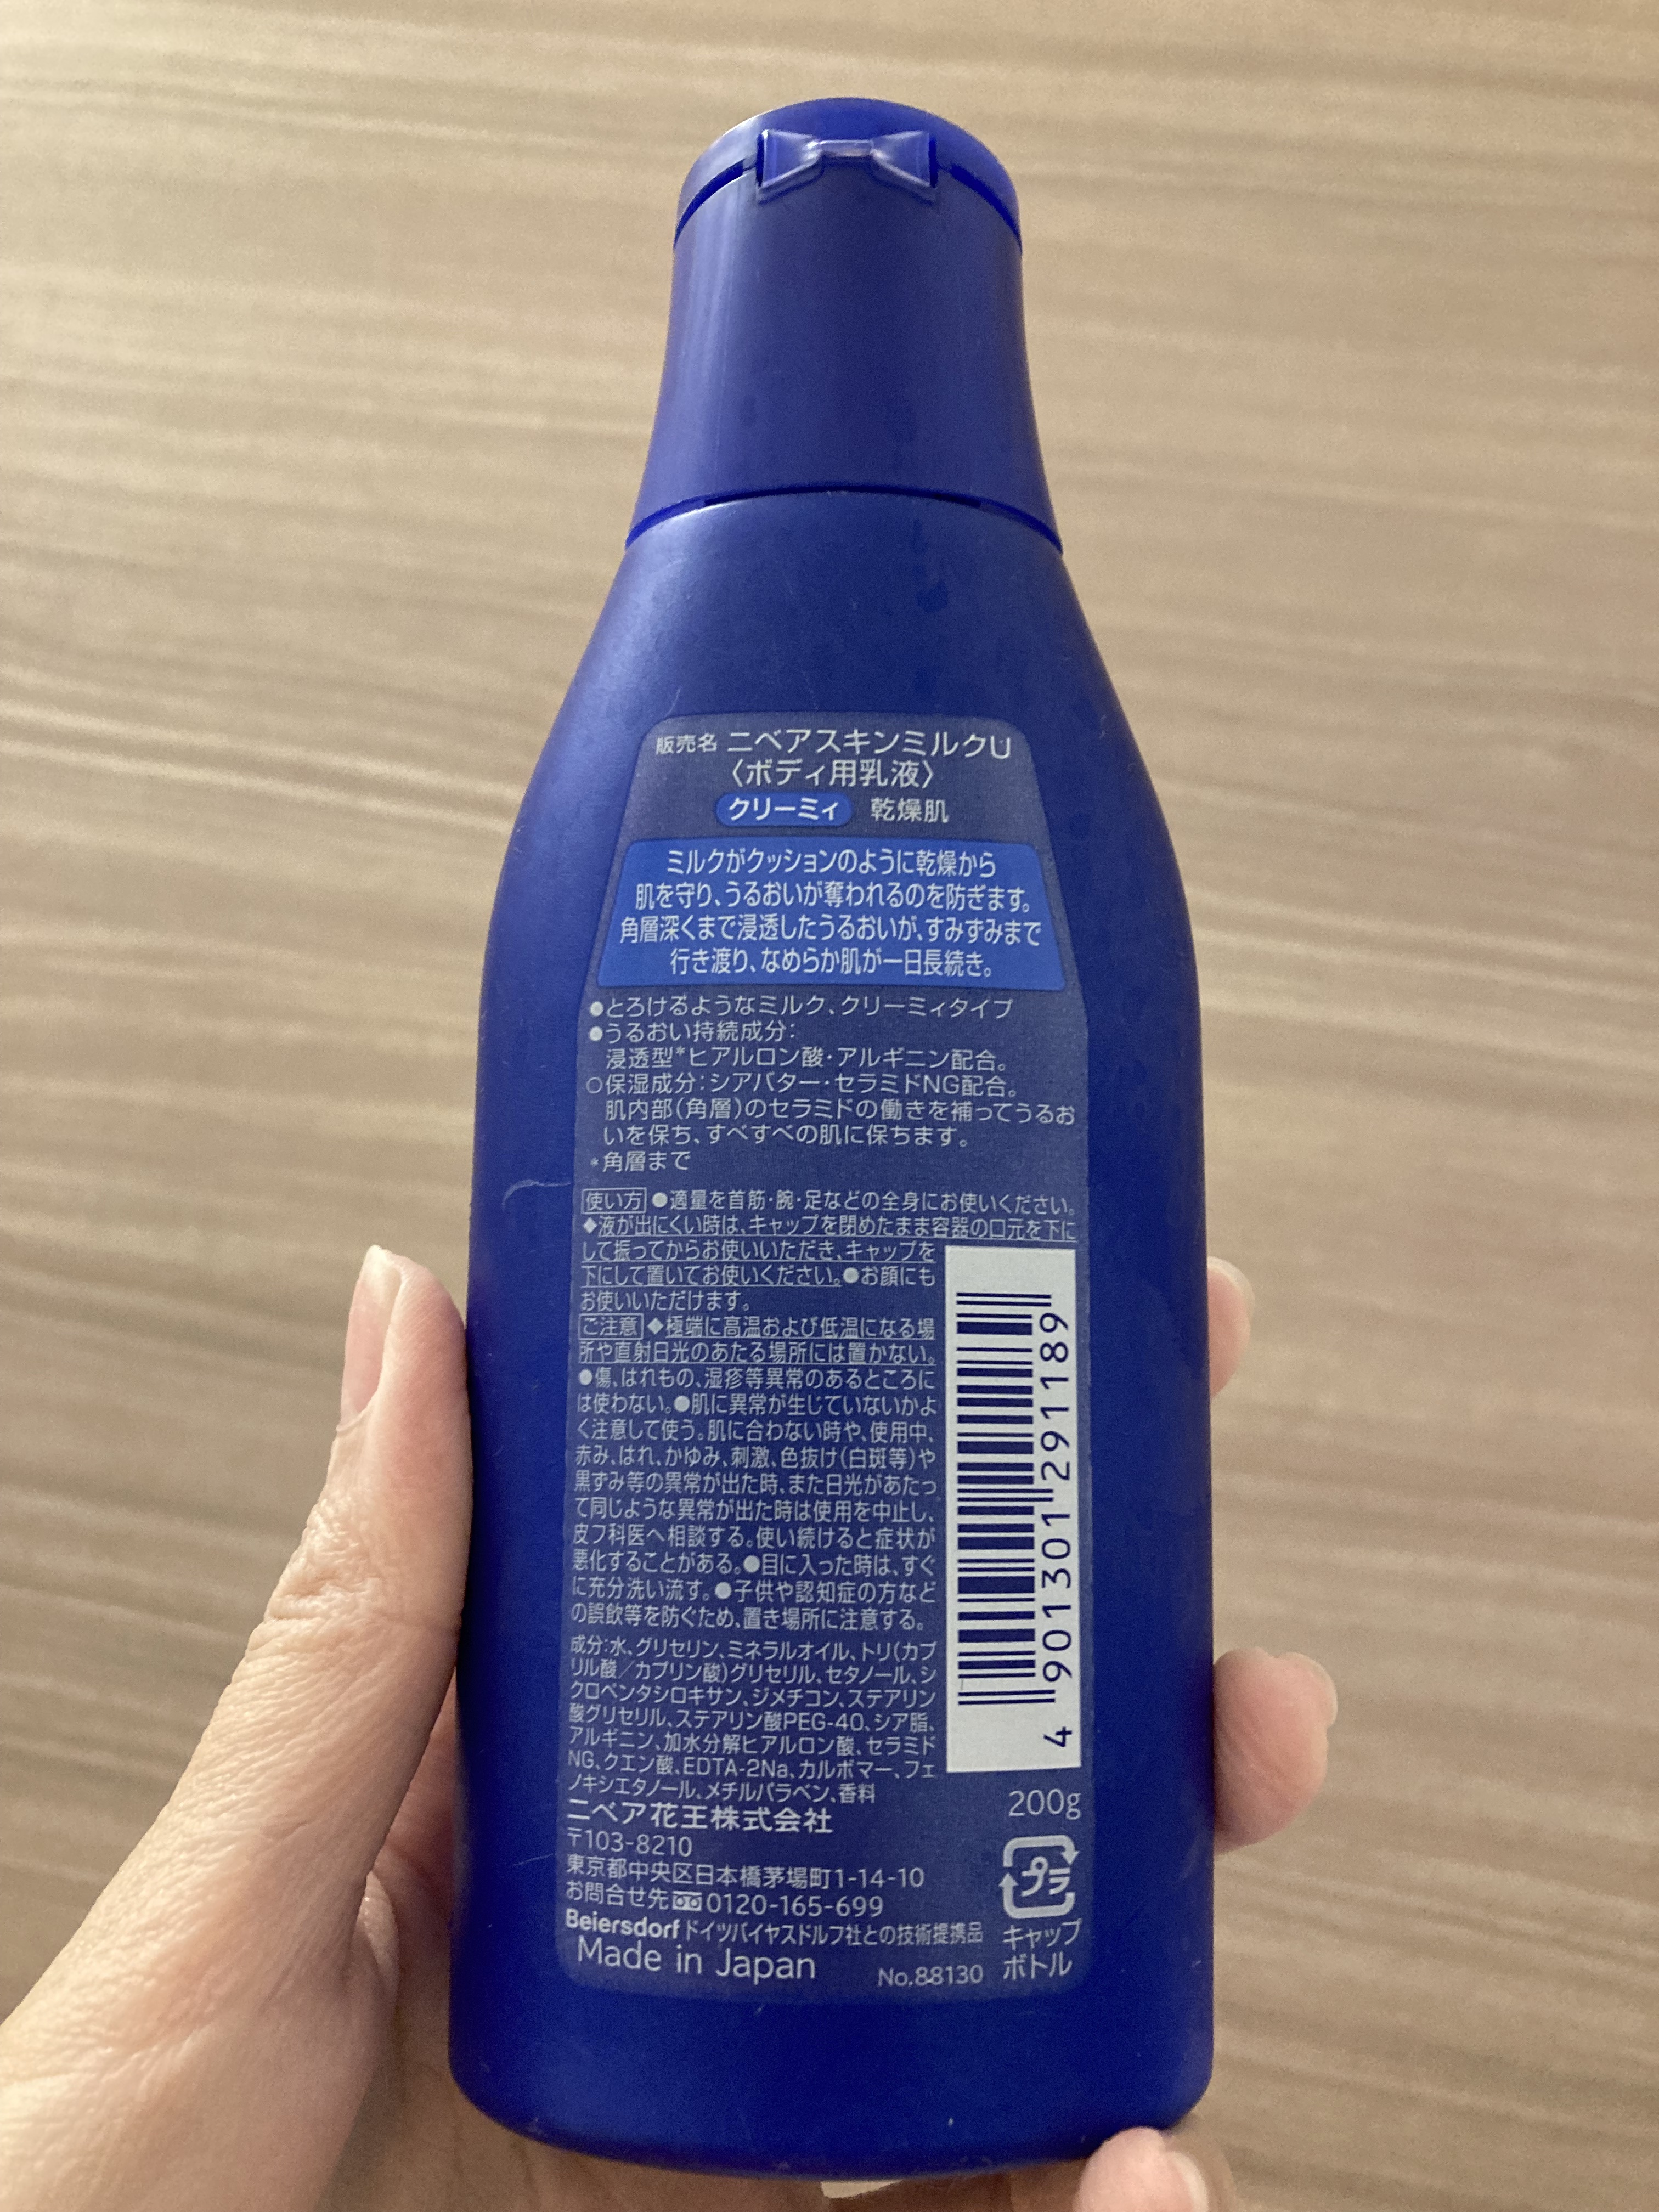 販売名 ニベアスキンミルクU
〈ボディ用乳液〉
クリーミィ 乾燥肌
ミルクがクッションのように乾燥から
肌を守り、うるおいが奪われるのを防ぎます。
角層深くまで浸透したうるおいが、すみずみまで
行き渡り、なめらか肌が一日長続き。
●とろけるようなミルク、クリーミィタイプ
●うるおい持続成分：
浸透型*ヒアルロン酸・アルギニン配合。
○保湿成分：シアバター・セラミドNG配合。
肌内部（角層）のセラミドの働きを補ってうるお
いを保ち、すべすべの肌に保ちます。
*角層まで
使い方 ●適量を首筋・腕・足などの全身にお使いください。
◆液が出にくい時は、キャップを閉めたまま容器の口元を下に
して振ってからお使いいただき、キャップを
下にして置いてお使いください。●お顔にも
お使いいただけます。
ご注意 ◆極端に高温および低温になる場
所や直射日光のあたる場所には置かない。
●傷、はれもの、湿疹等異常のあるところに
は使わない。●肌に異常が生じていないかよ
く注意して使う。肌に合わない時や、使用中、
赤み、はれ、かゆみ、刺激、色抜け（白斑等）や
黒ずみ等の異常が出た時、また日光があたっ
て同じような異常が出た時は使用を中止し、
皮フ科医へ相談する。使い続けると症状が
悪化することがある。●目に入った時は、すぐ
に充分洗い流す。●子供や認知症の方など
の誤飲等を防ぐため、置き場所に注意する。
成分：水、グリセリン、ミネラルオイル、トリ（カプ
リル酸／カプリン酸）グリセリル、セタノール、シ
クロペンタシロキサン、ジメチコン、ステアリン
酸グリセリル、ステアリン酸PEG-40、シア脂、
アルギニン、加水分解ヒアルロン酸、セラミド
NG、クエン酸、EDTA-2Na、カルボマー、フェ
ノキシエタノール、メチルパラベン、香料
4 901301 291189
200g
ニベア花王株式会社
〒103-8210
東京都中央区日本橋茅場町1-14-10
お問合せ先 0120-165-699
Beiersdorf ドイツバイヤスドルフ社との技術提携品
Made in Japan
No.88130
プラ
キャップ
ボトル